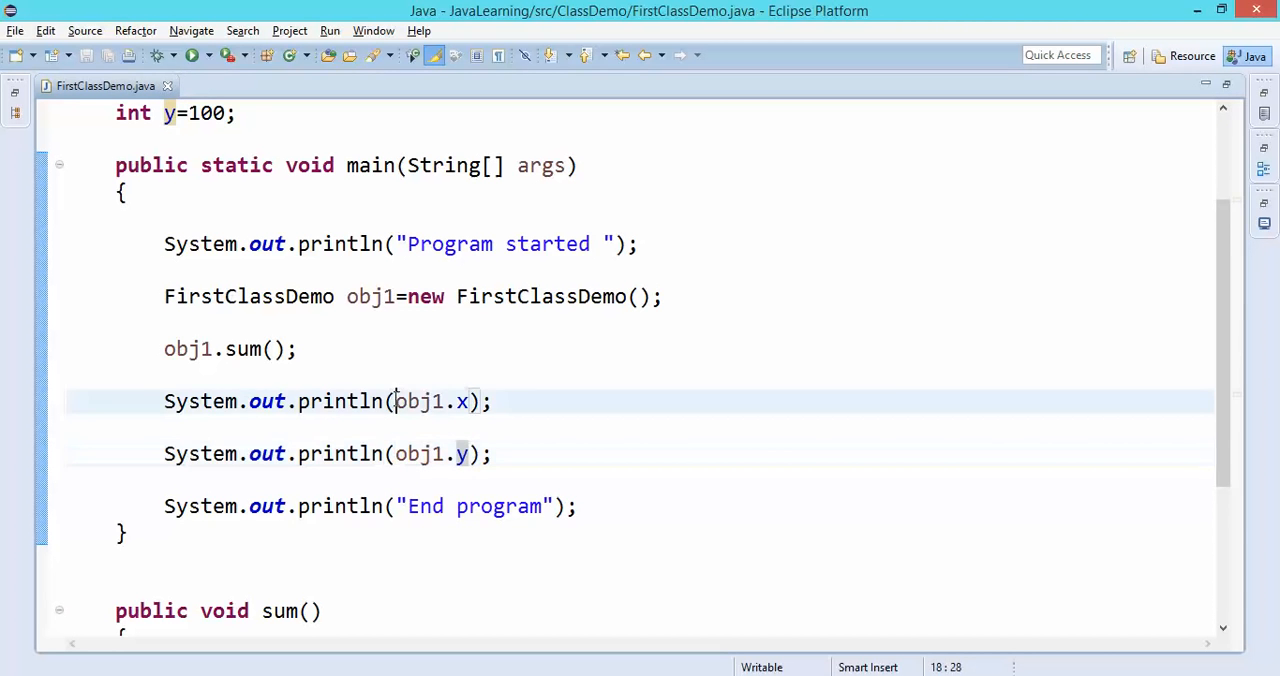 Java - JavaLearning/src/ClassDemo/FirstClassDemo.java - Eclipse Platform
File Edit Source Refactor Navigate Search Project Run Window Help
Quick Access Resource Java
FirstClassDemo.java
int y=100;
public static void main(String[] args)
{
System.out.println("Program started ");
FirstClassDemo obj1=new FirstClassDemo();
obj1.sum();
System.out.println(obj1.x);
System.out.println(obj1.y);
System.out.println("End program");
}
public void sum()
{
Writable Smart Insert 18:28